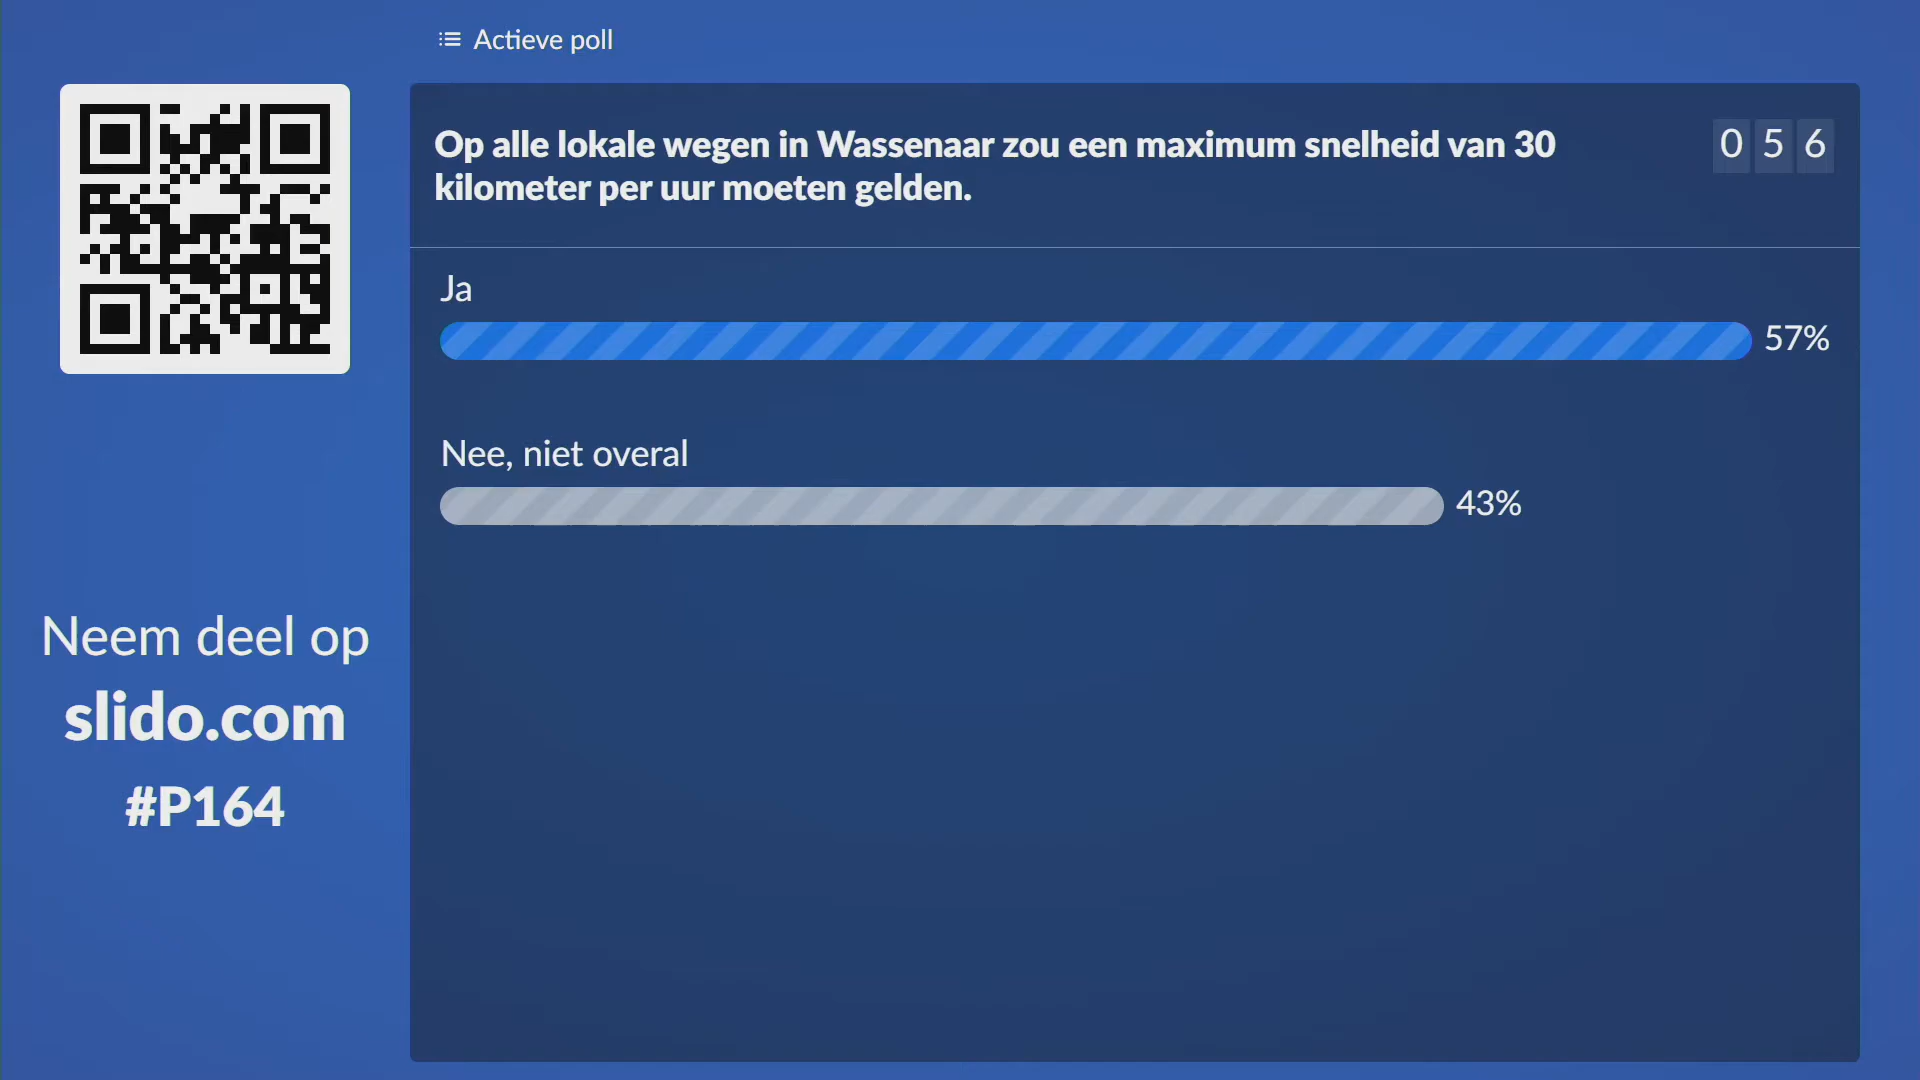 Actieve poll
Op alle lokale wegen in Wassenaar zou een maximum snelheid van 30
kilometer per uur moeten gelden.
0 5 6
Ja
57%
Nee, niet overal
43%
Neem deel op
slido.com
#P164